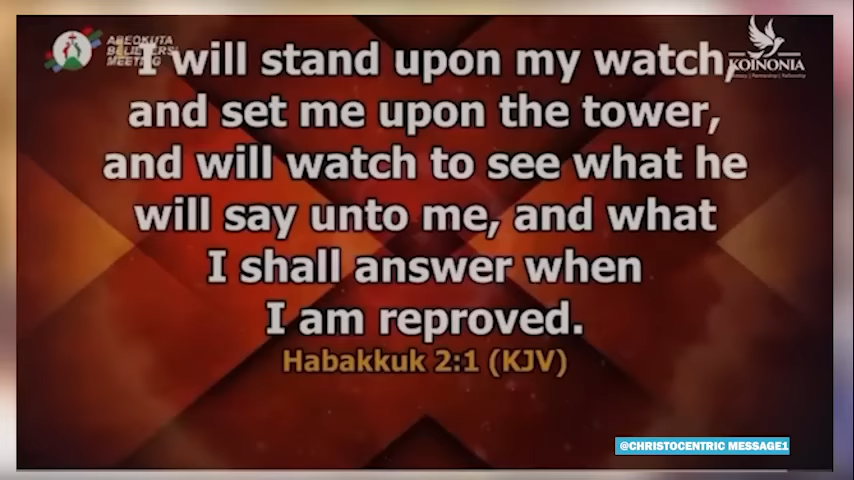 ABEOKUTA
BELIEVERS'
MEETING
KOINONIA
I will stand upon my watch,
and set me upon the tower,
and will watch to see what he
will say unto me, and what
I shall answer when
I am reproved.
Habakkuk 2:1 (KJV)
@CHRISTOCENTRIC MESSAGE1